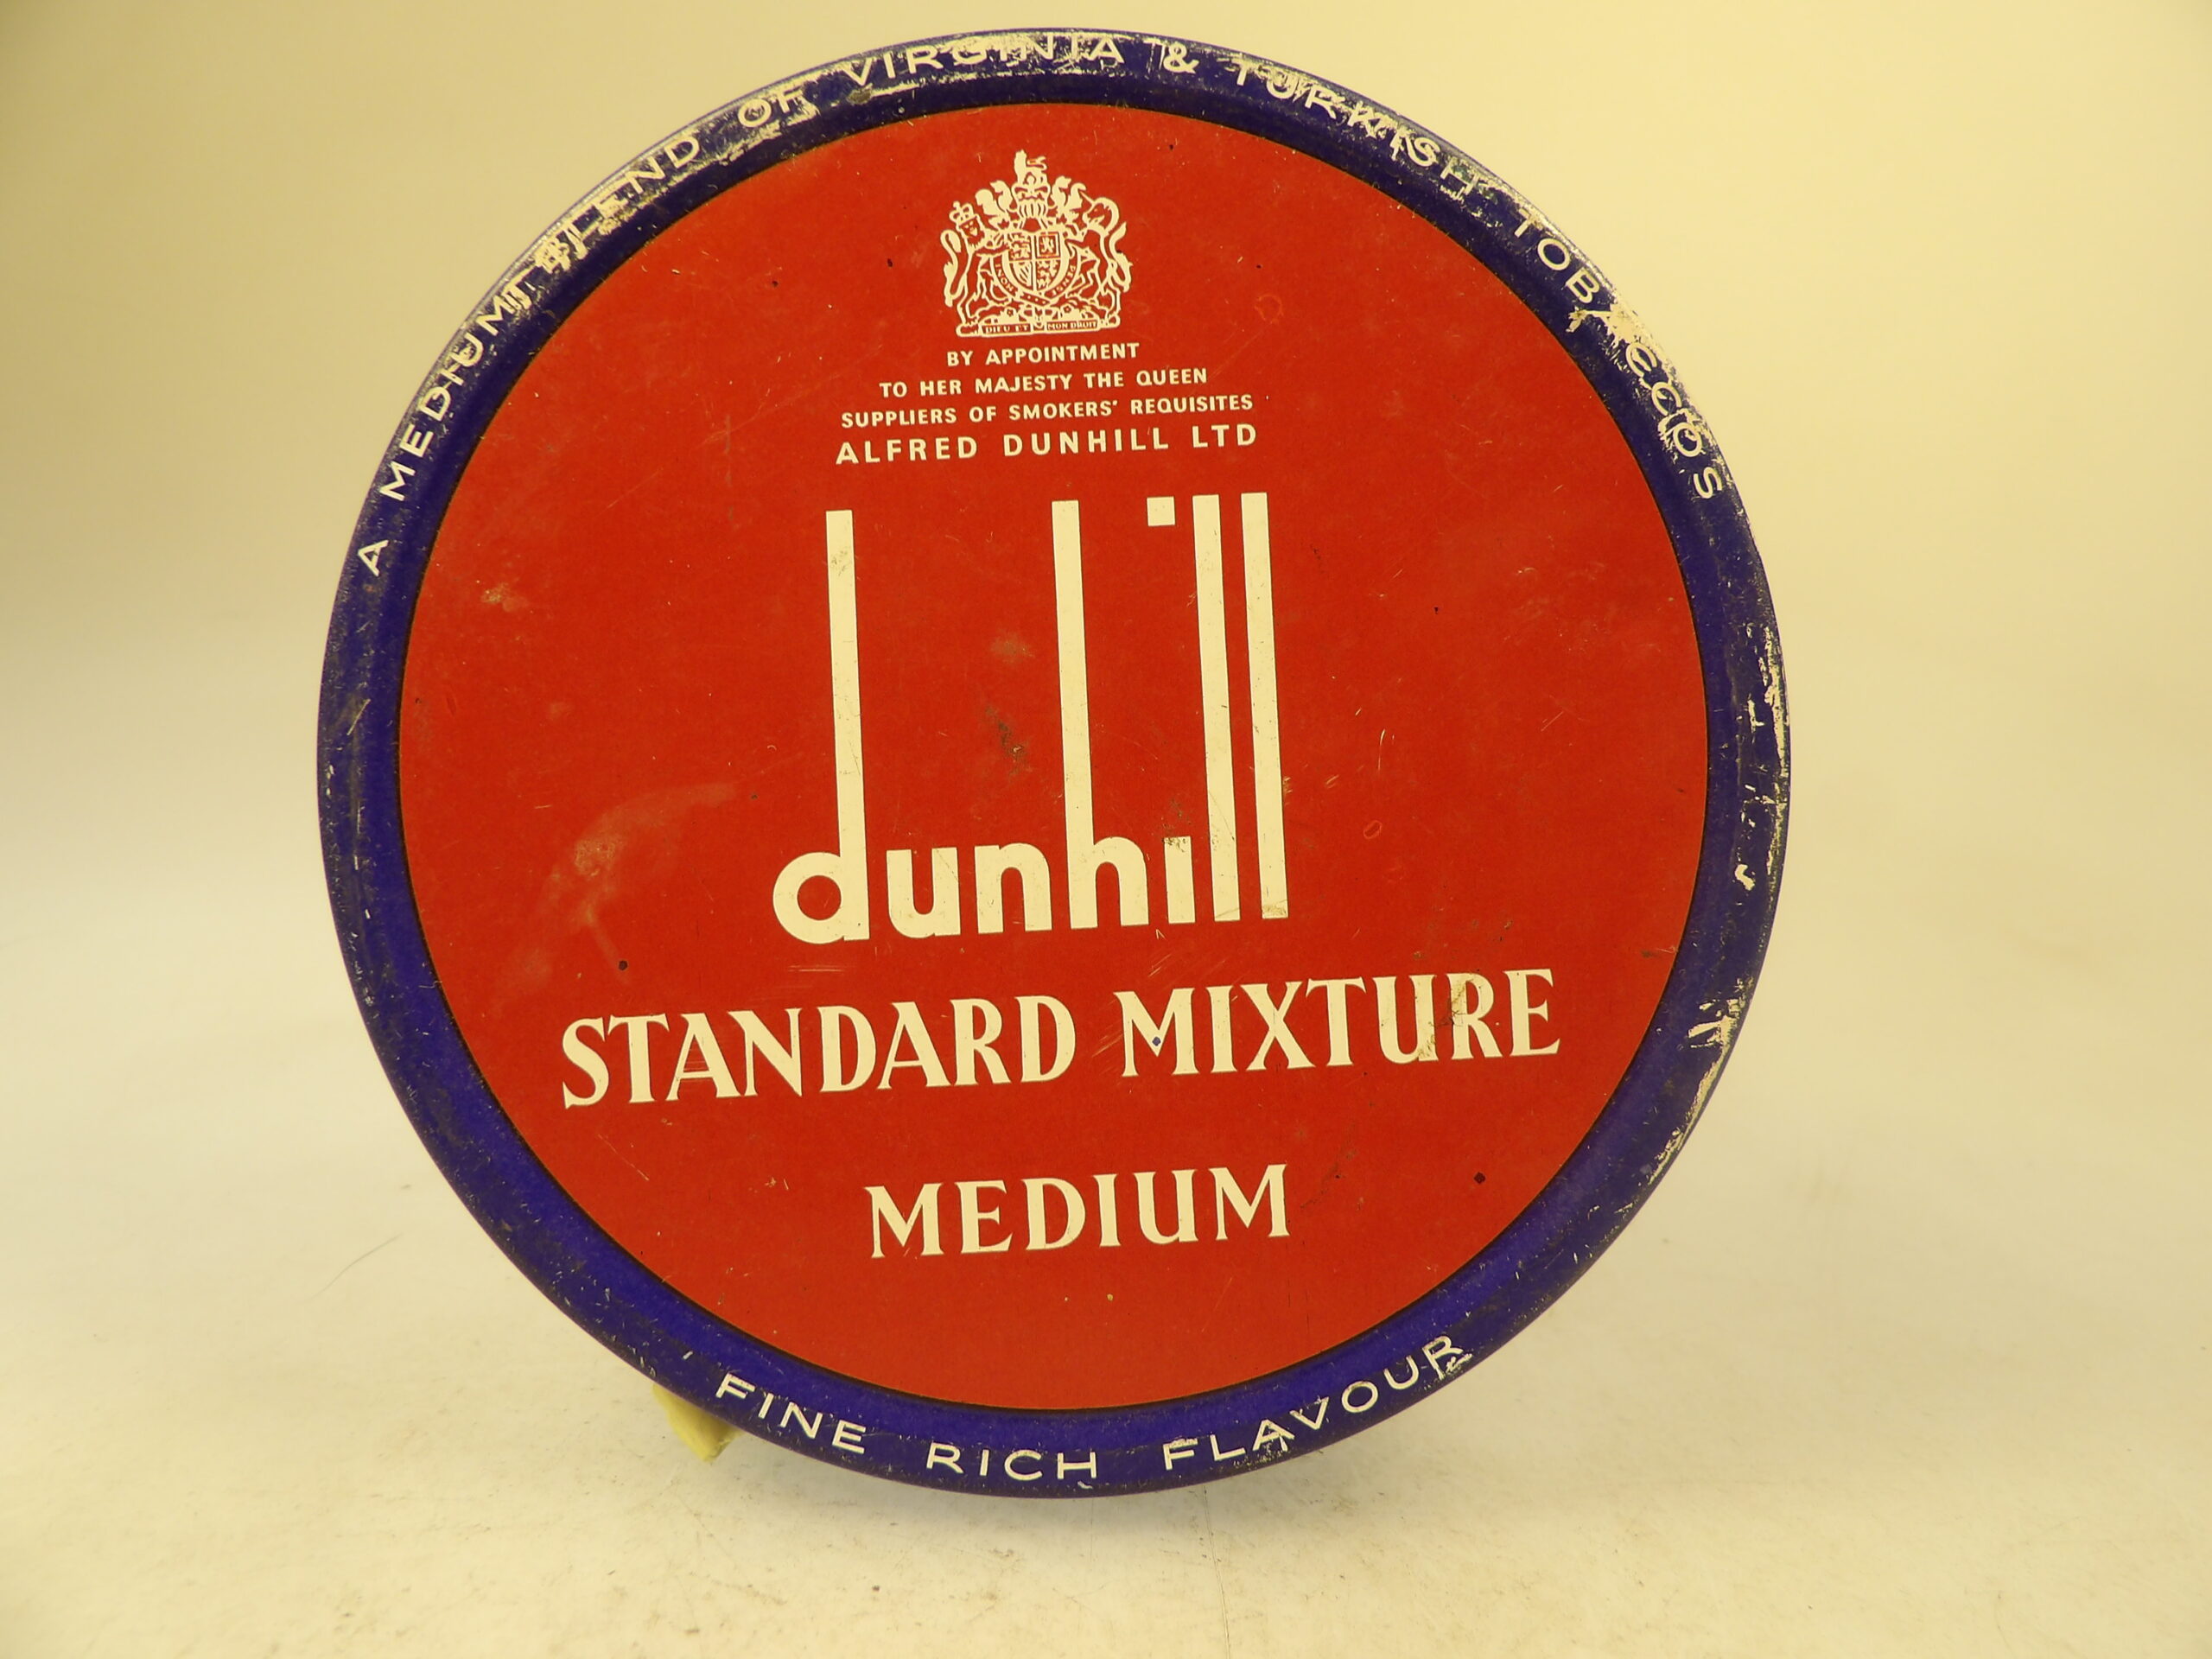 A MEDIUM BLEND OF VIRGINIA & TURKISH TOBACCOS
DIEU ET MON DROIT
BY APPOINTMENT
TO HER MAJESTY THE QUEEN
SUPPLIERS OF SMOKERS' REQUISITES
ALFRED DUNHILL LTD
dunhill
STANDARD MIXTURE
MEDIUM
FINE RICH FLAVOUR